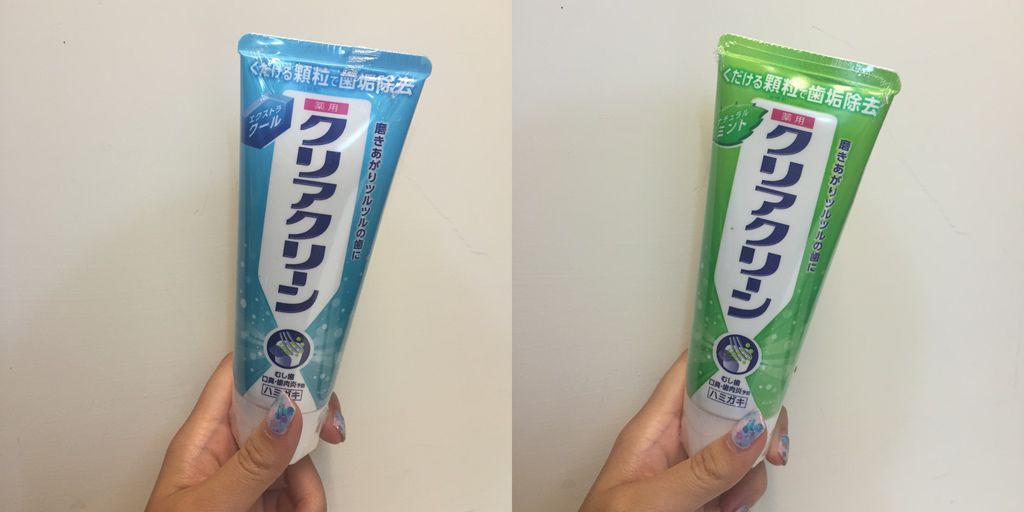 くだける顆粒で歯垢除去
エクストラ
クール
薬用
クリアクリーン
磨きあがりツルツルの歯に
むし歯
口臭・歯肉炎予防
ハミガキ
くだける顆粒で歯垢除去
ナチュラル
ミント
薬用
クリアクリーン
磨きあがりツルツルの歯に
むし歯
口臭・歯肉炎予防
ハミガキ